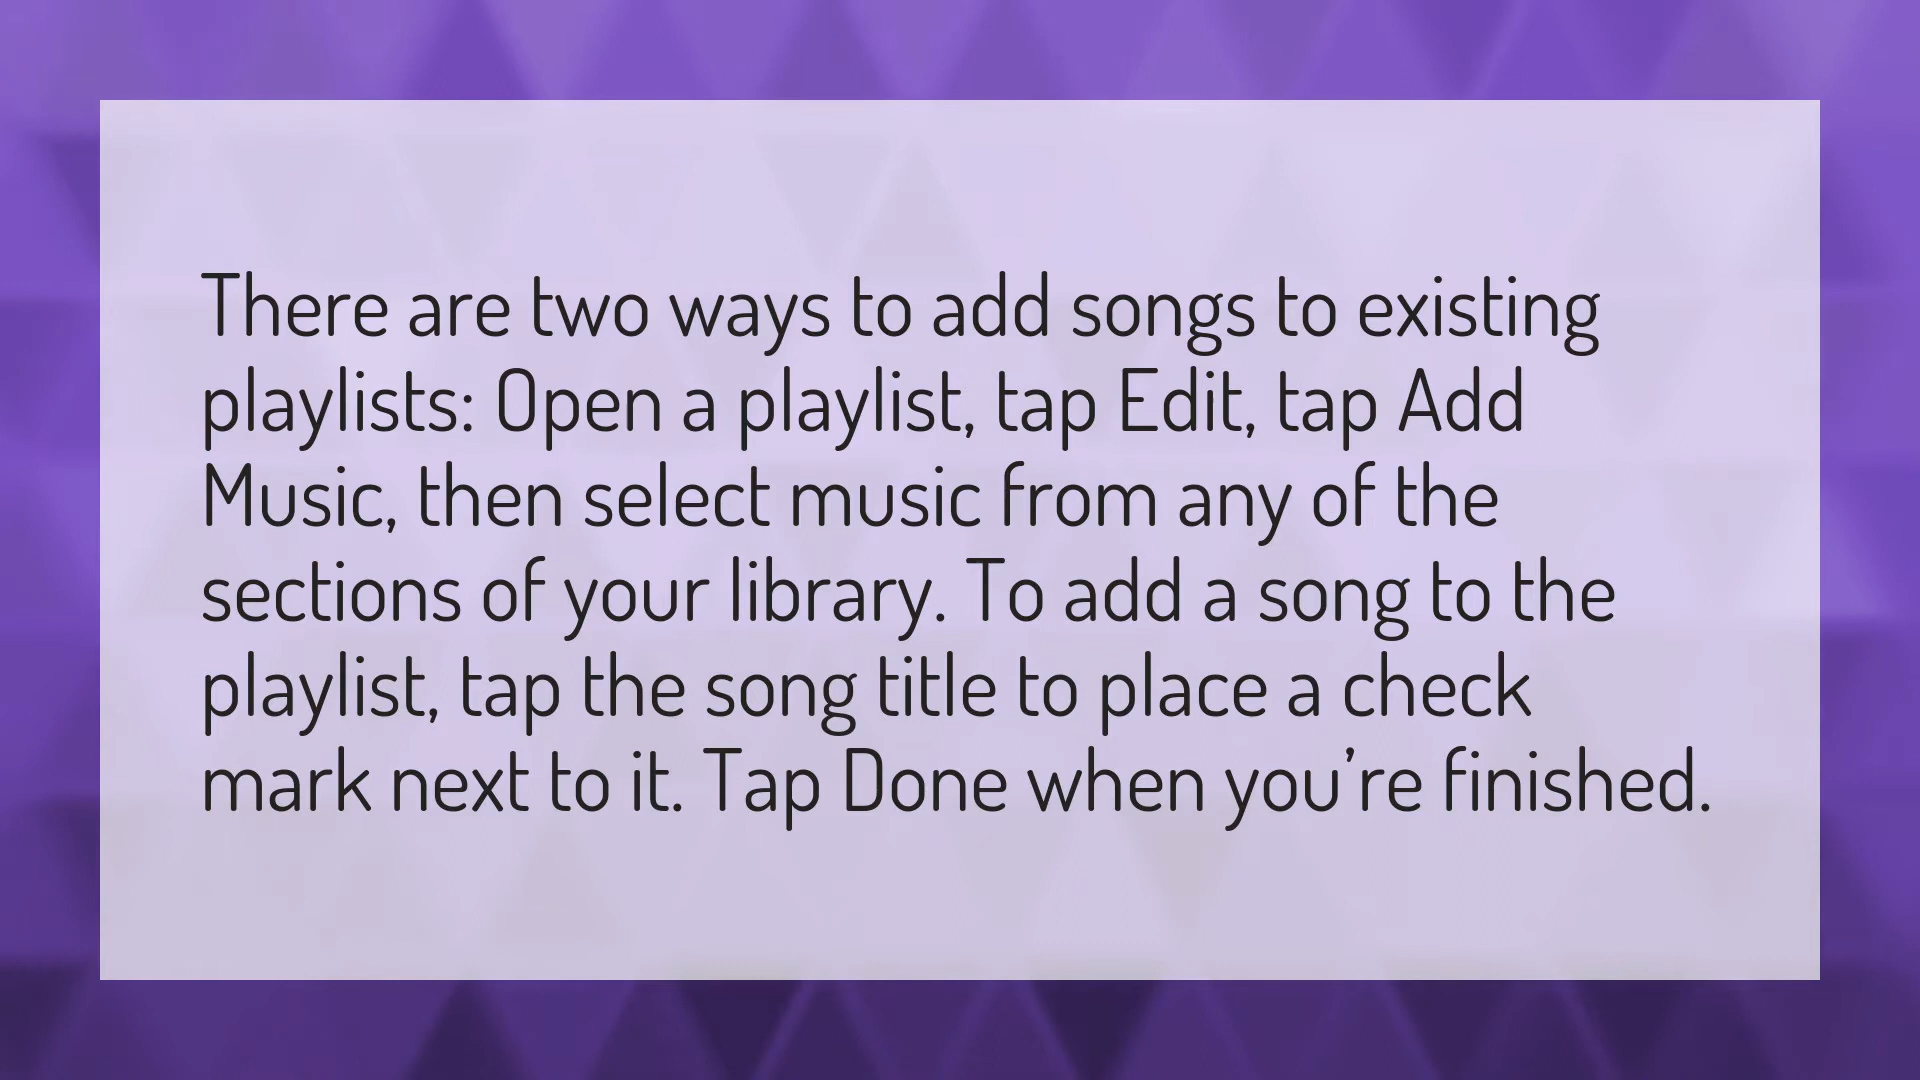 There are two ways to add songs to existing
playlists: Open a playlist, tap Edit, tap Add
Music, then select music from any of the
sections of your library. To add a song to the
playlist, tap the song title to place a check
mark next to it. Tap Done when you’re finished.